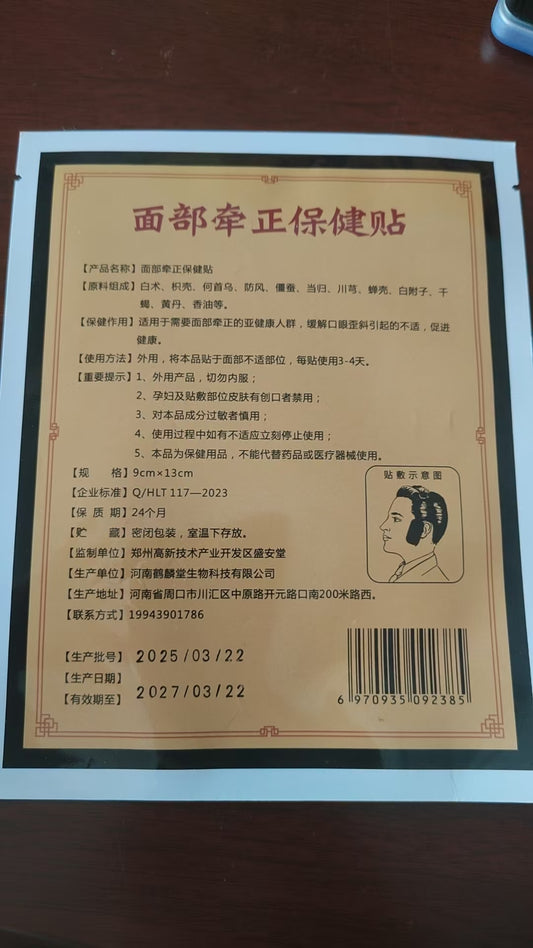 面部牵正保健贴
【产品名称】面部牵正保健贴
【原料组成】白术、枳壳、何首乌、防风、僵蚕、当归、川芎、蝉壳、白附子、干
蝎、黄丹、香油等。
【保健作用】适用于需要面部牵正的亚健康人群，缓解口眼歪斜引起的不适，促进
健康。
【使用方法】外用，将本品贴于面部不适部位，每贴使用3-4天。
【重要提示】1、外用产品，切勿内服；
2、孕妇及贴敷部位皮肤有创口者禁用；
3、对本品成分过敏者慎用；
4、使用过程中如有不适应立刻停止使用；
5、本品为保健用品，不能代替药品或医疗器械使用。
【规 格】9cm×13cm
【企业标准】Q/HLT 117—2023
【保 质 期】24个月
【贮 藏】密闭包装，室温下存放。
【监制单位】郑州高新技术产业开发区盛安堂
【生产单位】河南鹤麟堂生物科技有限公司
【生产地址】河南省周口市川汇区中原路开元路口南200米路西。
【联系方式】19943901786
贴敷示意图
【生产批号】2025/03/22
【生产日期】
【有效期至】2027/03/22
6 970935 092385